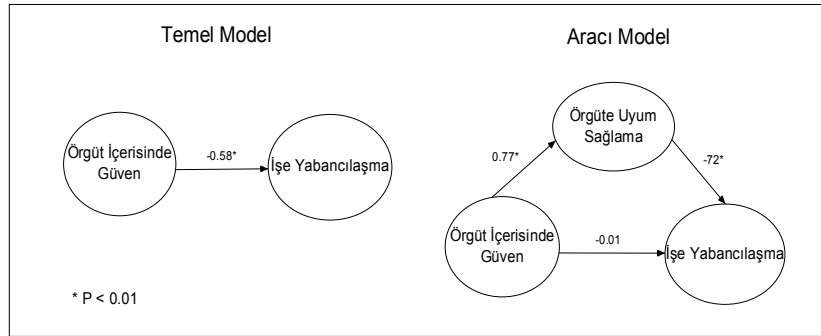 Temel Model
Örgüt İçerisinde
Güven
-0.58*
İşe Yabancılaşma
* P < 0.01
Aracı Model
Örgüte Uyum
Sağlama
0.77*
-72*
Örgüt İçerisinde
Güven
-0.01
İşe Yabancılaşma